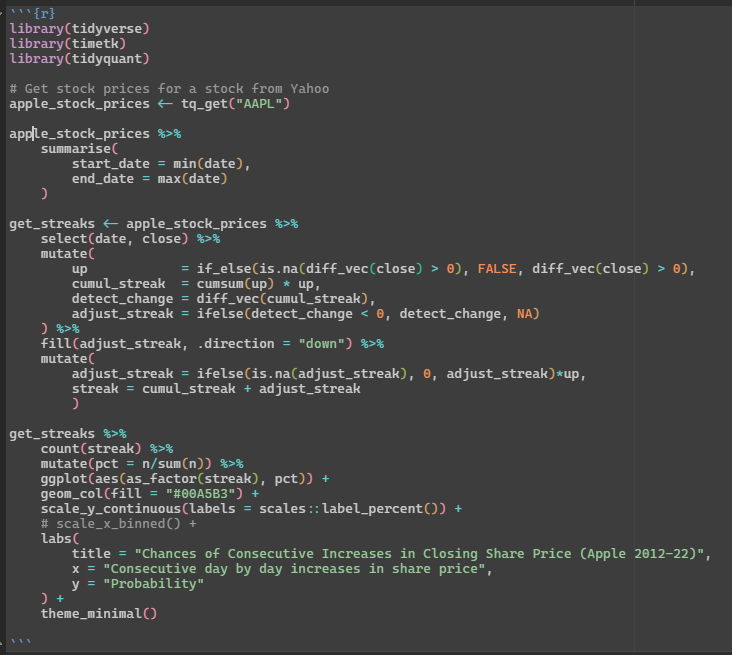 ```{r}
library(tidyverse)
library(timetk)
library(tidyquant)

# Get stock prices for a stock from Yahoo
apple_stock_prices <- tq_get("AAPL")

apple_stock_prices %>%
    summarise(
        start_date = min(date),
        end_date = max(date)
    )

get_streaks <- apple_stock_prices %>%
    select(date, close) %>%
    mutate(
        up            = if_else(is.na(diff_vec(close) > 0), FALSE, diff_vec(close) > 0),
        cumul_streak  = cumsum(up) * up,
        detect_change = diff_vec(cumul_streak),
        adjust_streak = ifelse(detect_change < 0, detect_change, NA)
    ) %>%
    fill(adjust_streak, .direction = "down") %>%
    mutate(
        adjust_streak = ifelse(is.na(adjust_streak), 0, adjust_streak)*up,
        streak = cumul_streak + adjust_streak
        )

get_streaks %>%
    count(streak) %>%
    mutate(pct = n/sum(n)) %>%
    ggplot(aes(as_factor(streak), pct)) +
    geom_col(fill = "#00A5B3") +
    scale_y_continuous(labels = scales::label_percent()) +
    # scale_x_binned() +
    labs(
        title = "Chances of Consecutive Increases in Closing Share Price (Apple 2012-22)",
        x = "Consecutive day by day increases in share price",
        y = "Probability"
    ) +
    theme_minimal()

```